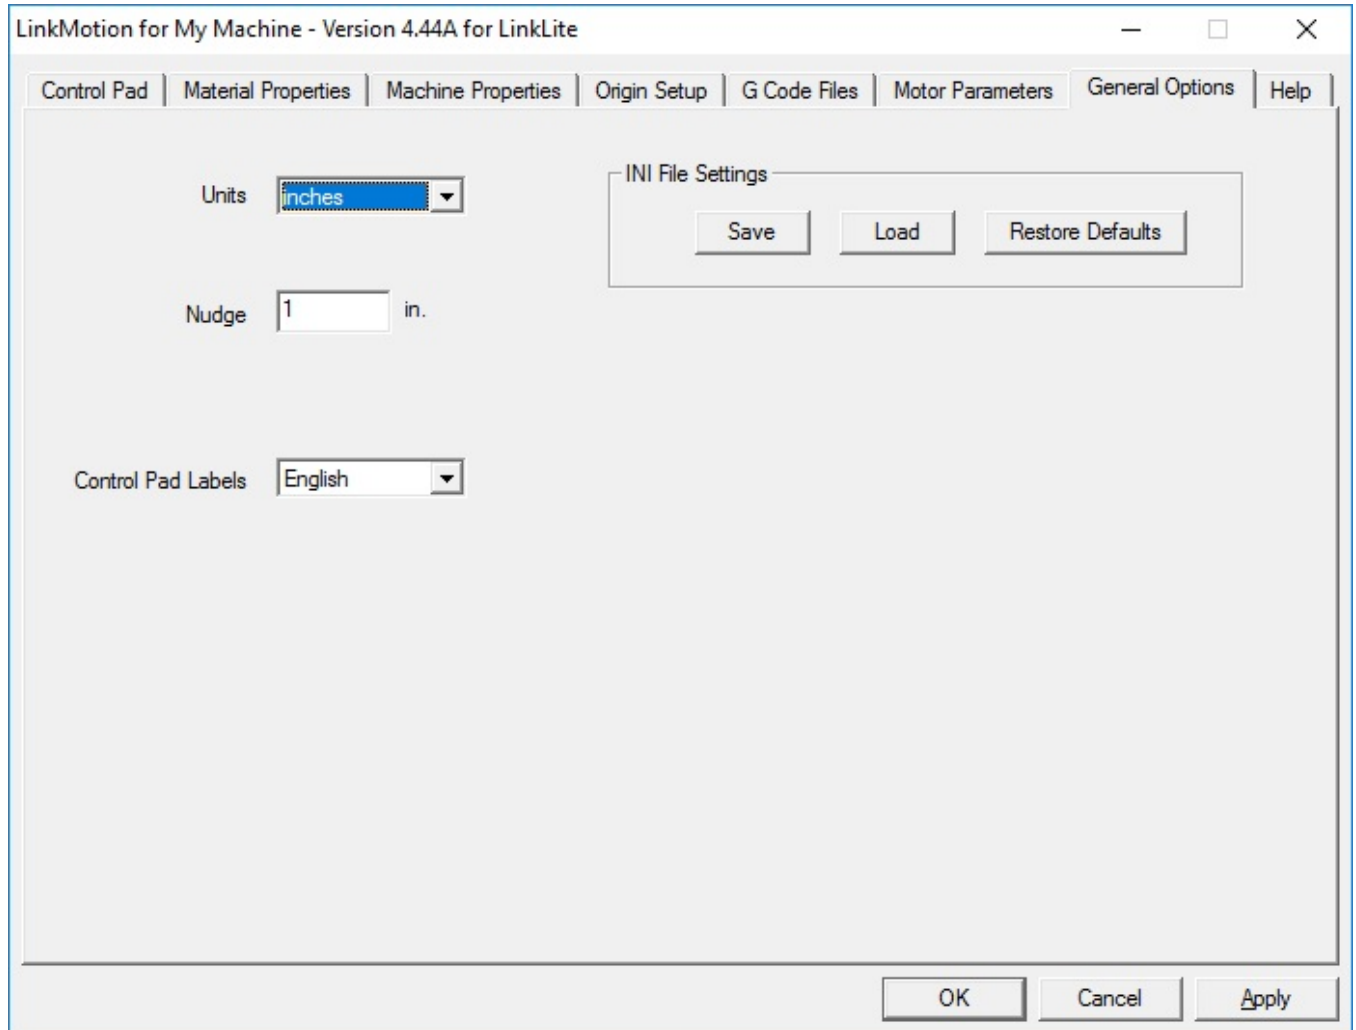 LinkMotion for My Machine - Version 4.44A for LinkLite
Control Pad Material Properties Machine Properties Origin Setup G Code Files Motor Parameters General Options Help
Units inches
INI File Settings
Save Load Restore Defaults
Nudge 1 in.
Control Pad Labels English
OK Cancel Apply